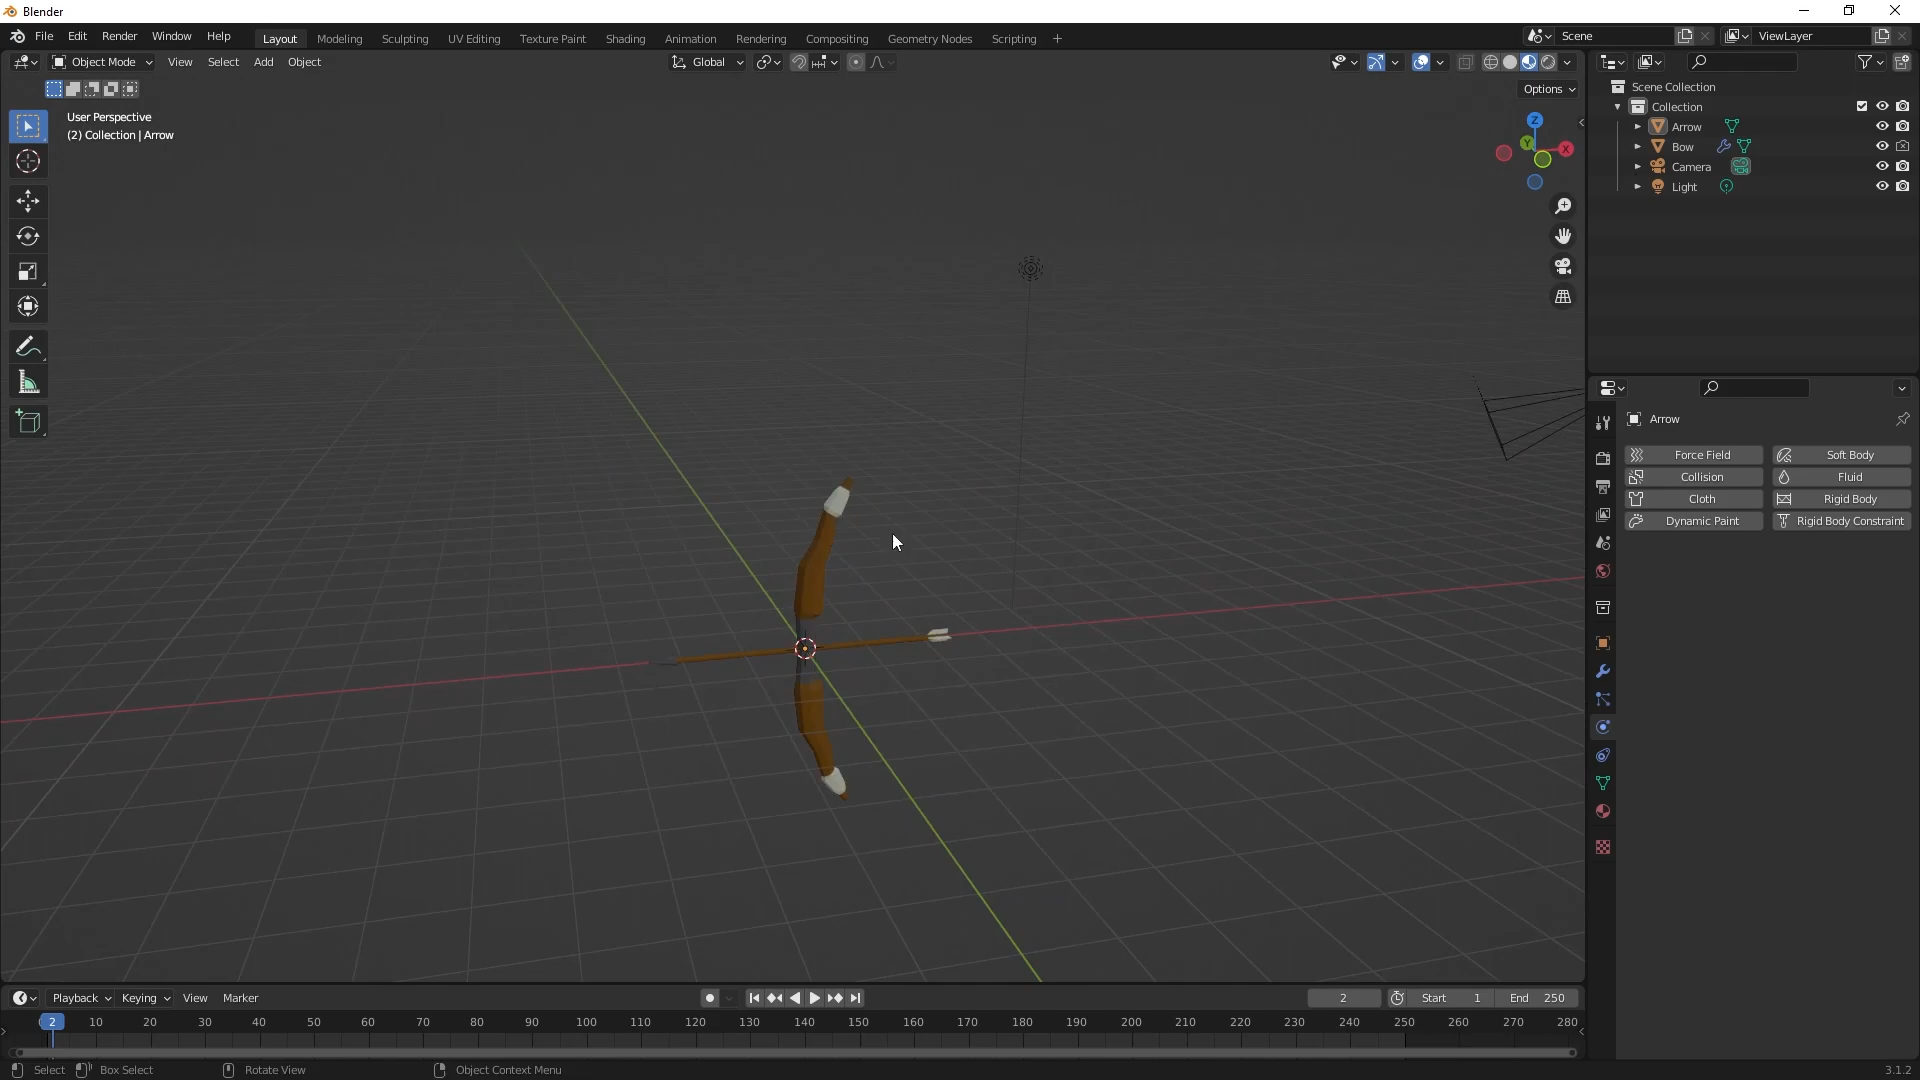 Blender
File Edit Render Window Help Layout Modeling Sculpting UV Editing Texture Paint Shading Animation Rendering Compositing Geometry Nodes Scripting + Scene ViewLayer
Object Mode View Select Add Object Global
Options
User Perspective
(2) Collection | Arrow
Z
Y
X
Scene Collection
Collection
Arrow
Bow
Camera
Light
Arrow
Force Field Soft Body
Collision Fluid
Cloth Rigid Body
Dynamic Paint Rigid Body Constraint
Playback Keying View Marker 2 Start 1 End 250
2 10 20 30 40 50 60 70 80 90 100 110 120 130 140 150 160 170 180 190 200 210 220 230 240 250 260 270 280
Select Box Select Rotate View Object Context Menu 3.1.2